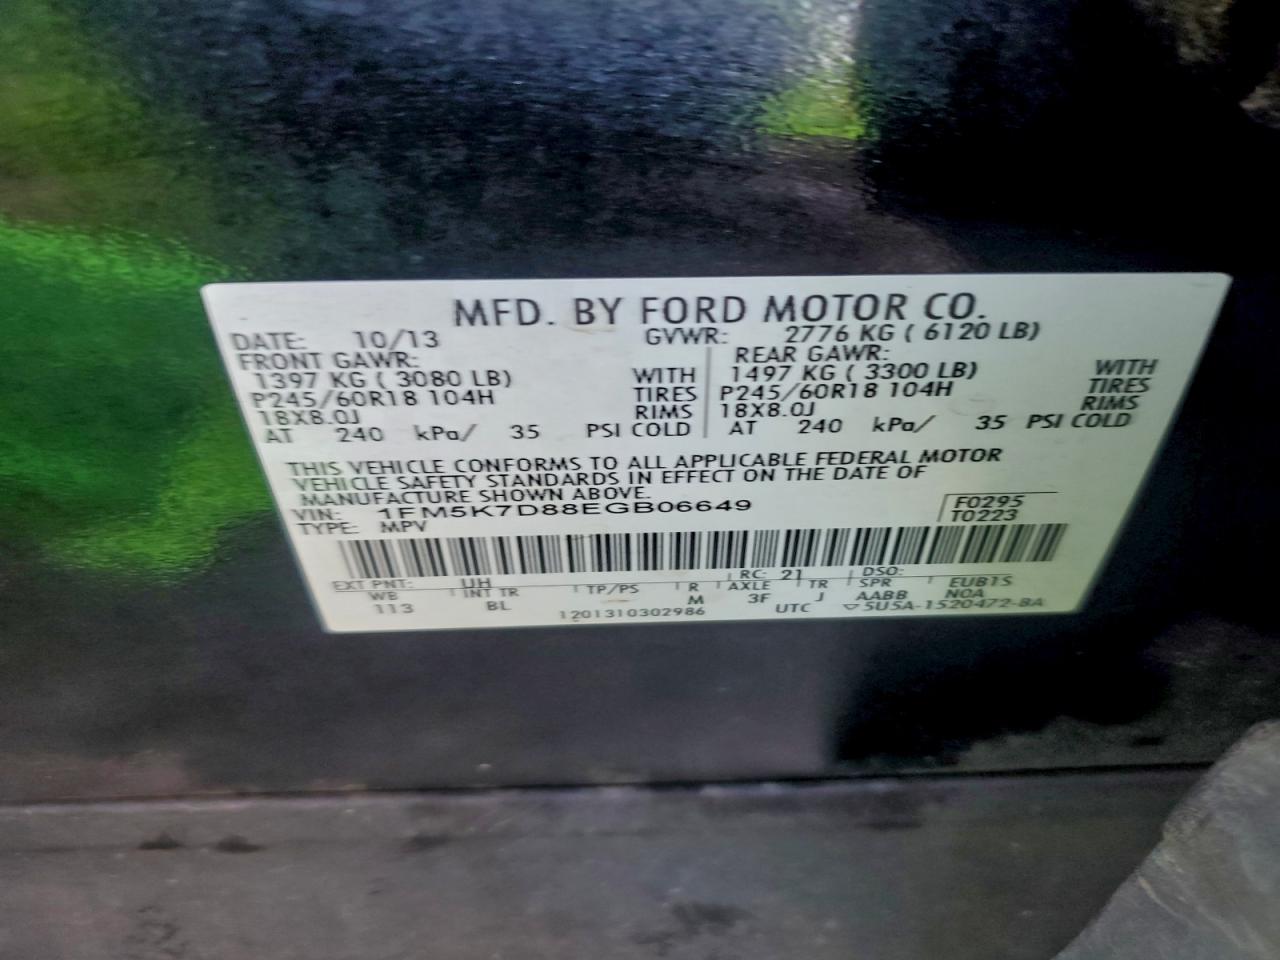 MFD. BY FORD MOTOR CO.
DATE: 10/13 GVWR: 2776 KG ( 6120 LB)
FRONT GAWR: REAR GAWR:
1397 KG ( 3080 LB) WITH 1497 KG ( 3300 LB) WITH
P245/60R18 104H TIRES P245/60R18 104H TIRES
18X8.0J RIMS 18X8.0J RIMS
AT 240 kPa/ 35 PSI COLD AT 240 kPa/ 35 PSI COLD
THIS VEHICLE CONFORMS TO ALL APPLICABLE FEDERAL MOTOR
VEHICLE SAFETY STANDARDS IN EFFECT ON THE DATE OF
MANUFACTURE SHOWN ABOVE.
VIN: 1FM5K7D88EGB06649 F0295
TYPE: MPV T0223
EXT PNT: UH RC: 21 DSO:
WB INT TR TP/PS R AXLE TR SPR EUB1S
113 BL M 3F J AABB N0A
1201310302986 UTC ▽5U5A-1520472-BA